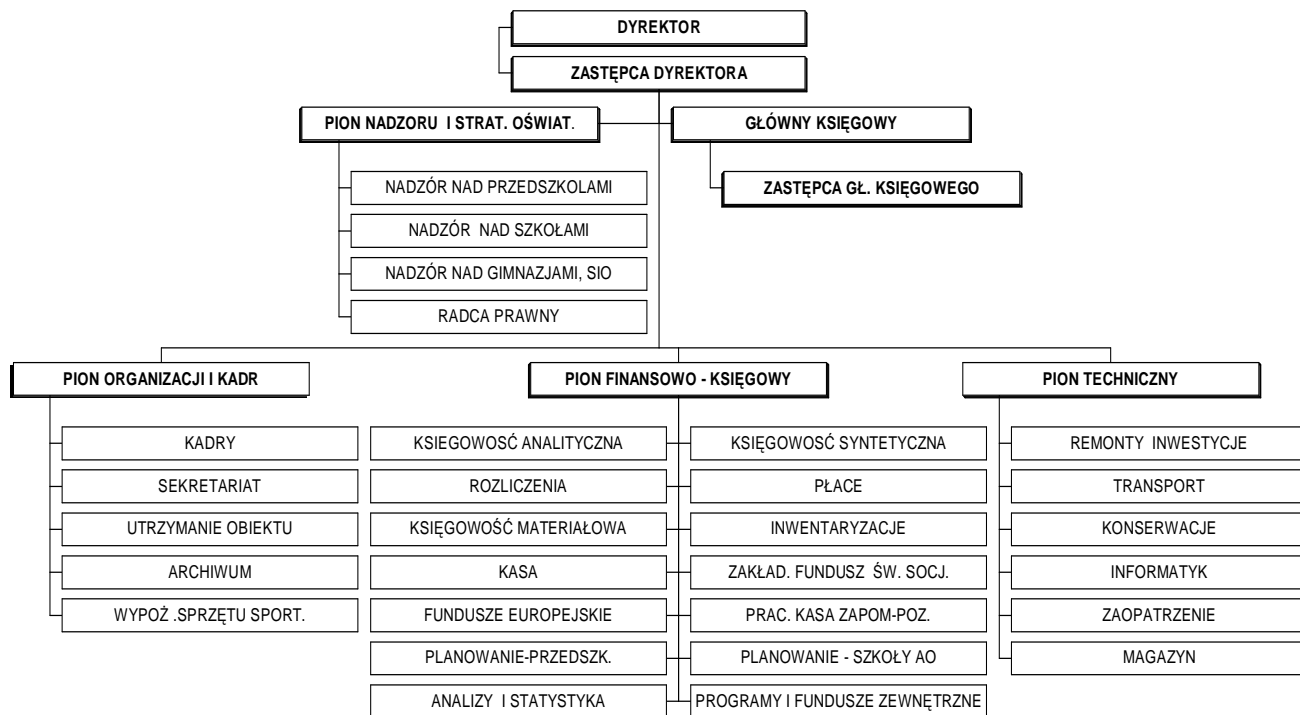 DYREKTOR
ZASTĘPCA DYREKTORA
PION NADZORU I STRAT. OŚWIAT.
GŁÓWNY KSIĘGOWY
NADZÓR NAD PRZEDSZKOLAMI
ZASTĘPCA GŁ. KSIĘGOWEGO
NADZÓR NAD SZKOŁAMI
NADZÓR NAD GIMNAZJAMI, SIO
RADCA PRAWNY
PION ORGANIZACJI I KADR
KADRY
SEKRETARIAT
UTRZYMANIE OBIEKTU
ARCHIWUM
WYPOŻ .SPRZĘTU SPORT.
PION FINANSOWO - KSIĘGOWY
KSIEGOWOSĆ ANALITYCZNA
KSIĘGOWOSĆ SYNTETYCZNA
ROZLICZENIA
PŁACE
KSIĘGOWOŚĆ MATERIAŁOWA
INWENTARYZACJE
KASA
ZAKŁAD. FUNDUSZ ŚW. SOCJ.
FUNDUSZE EUROPEJSKIE
PRAC. KASA ZAPOM-POZ.
PLANOWANIE-PRZEDSZK.
PLANOWANIE - SZKOŁY AO
ANALIZY I STATYSTYKA
PROGRAMY I FUNDUSZE ZEWNĘTRZNE
PION TECHNICZNY
REMONTY INWESTYCJE
TRANSPORT
KONSERWACJE
INFORMATYK
ZAOPATRZENIE
MAGAZYN